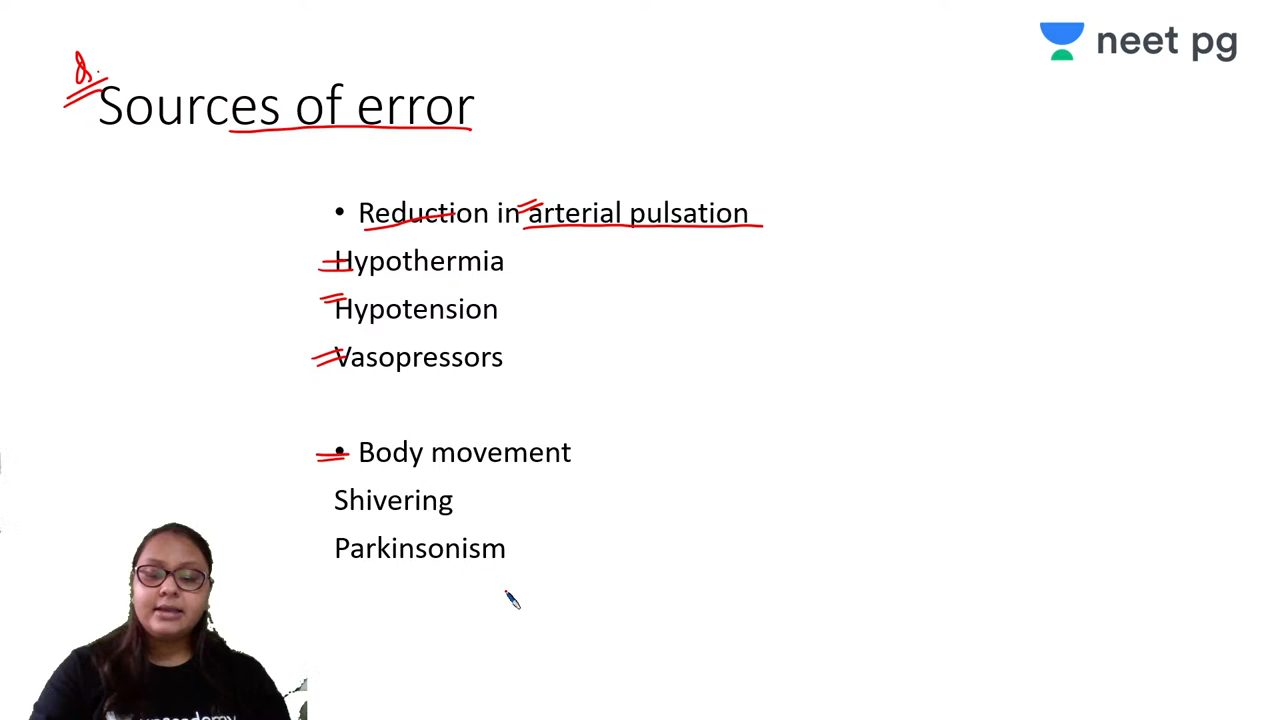 neet pg
Sources of error
• Reduction in arterial pulsation
Hypothermia
Hypotension
Vasopressors
• Body movement
Shivering
Parkinsonism